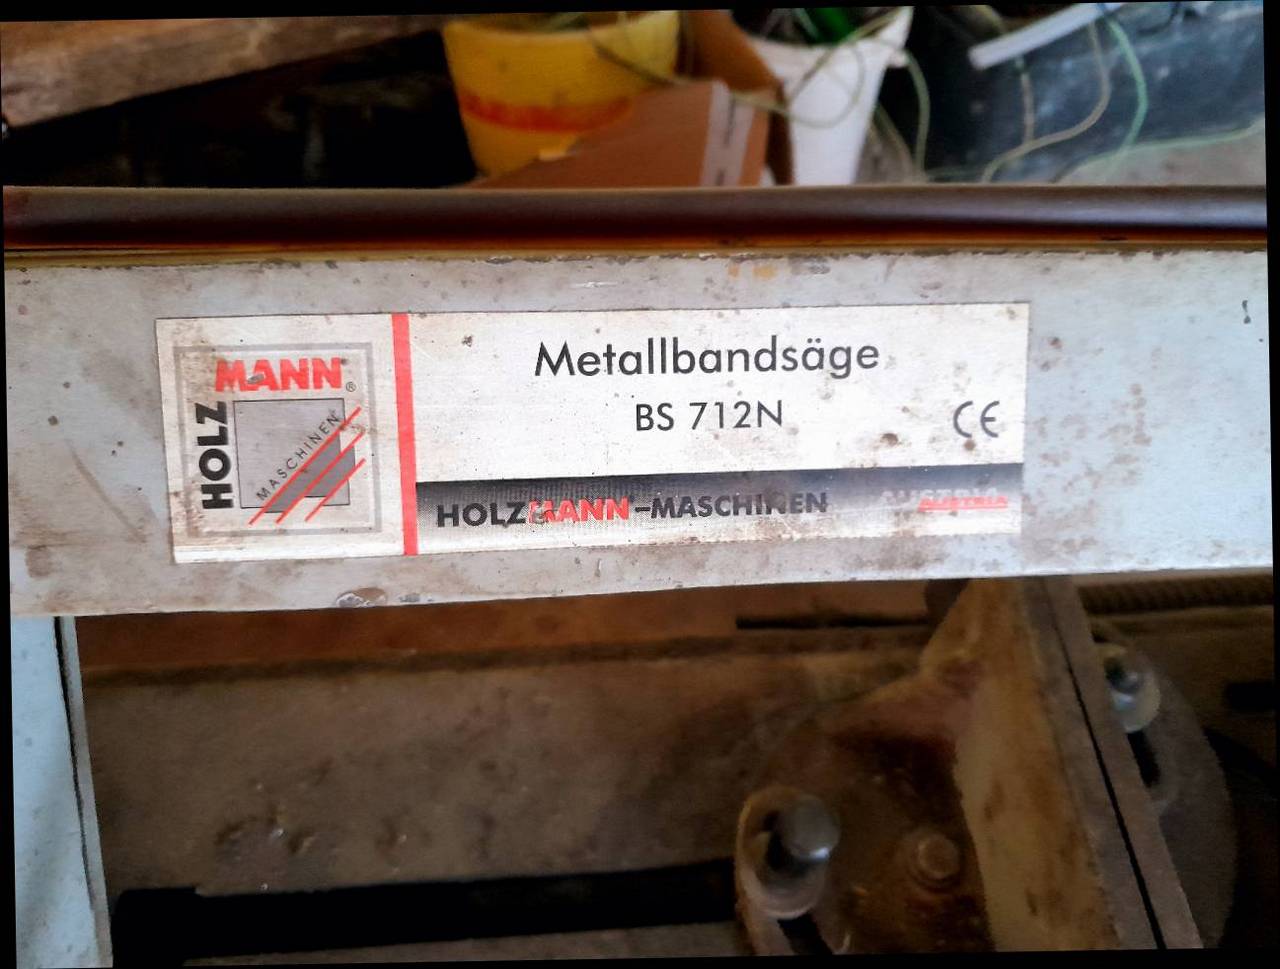 HOLZ
MANN®
MASCHINEN
Metallbandsäge
BS 712N
CE
HOLZMANN®-MASCHINEN
AUSTRIA